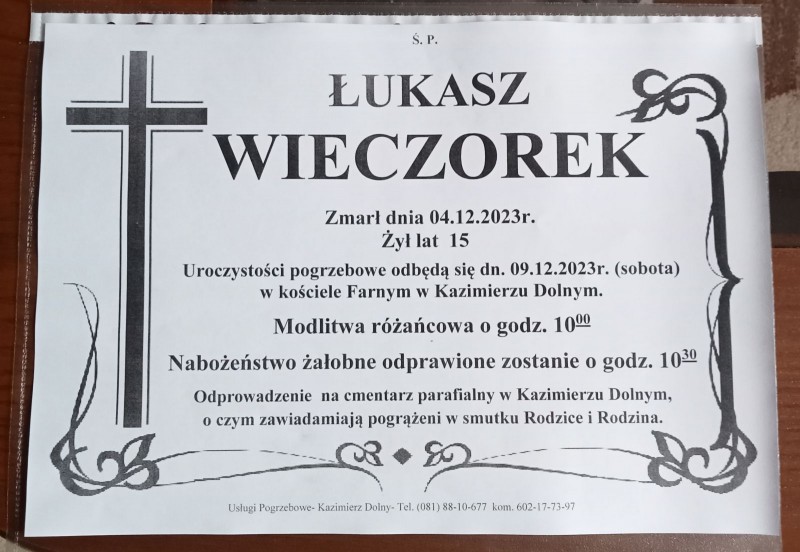 Ś. P.
ŁUKASZ
WIECZOREK
Zmarł dnia 04.12.2023r.
Żył lat 15
Uroczystości pogrzebowe odbędą się dn. 09.12.2023r. (sobota)
w kościele Farnym w Kazimierzu Dolnym.
Modlitwa różańcowa o godz. 10⁰⁰
Nabożeństwo żałobne odprawione zostanie o godz. 10³⁰
Odprowadzenie na cmentarz parafialny w Kazimierzu Dolnym,
o czym zawiadamiają pogrążeni w smutku Rodzice i Rodzina.
Usługi Pogrzebowe- Kazimierz Dolny- Tel. (081) 88-10-677 kom. 602-17-73-97